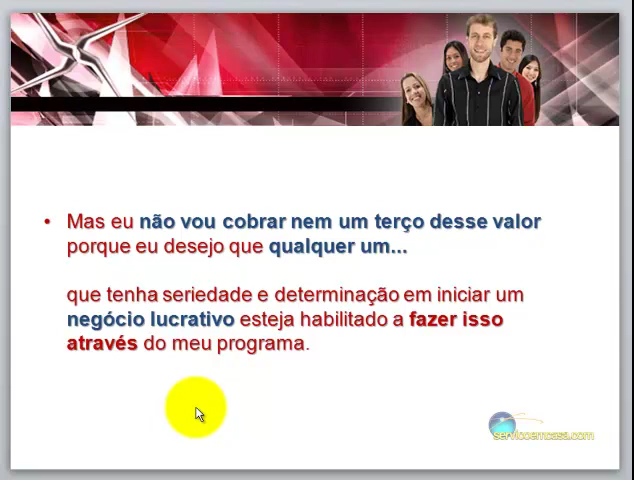 • Mas eu não vou cobrar nem um terço desse valor
porque eu desejo que qualquer um...
que tenha seriedade e determinação em iniciar um
negócio lucrativo esteja habilitado a fazer isso
através do meu programa.
servicoemcasa.com